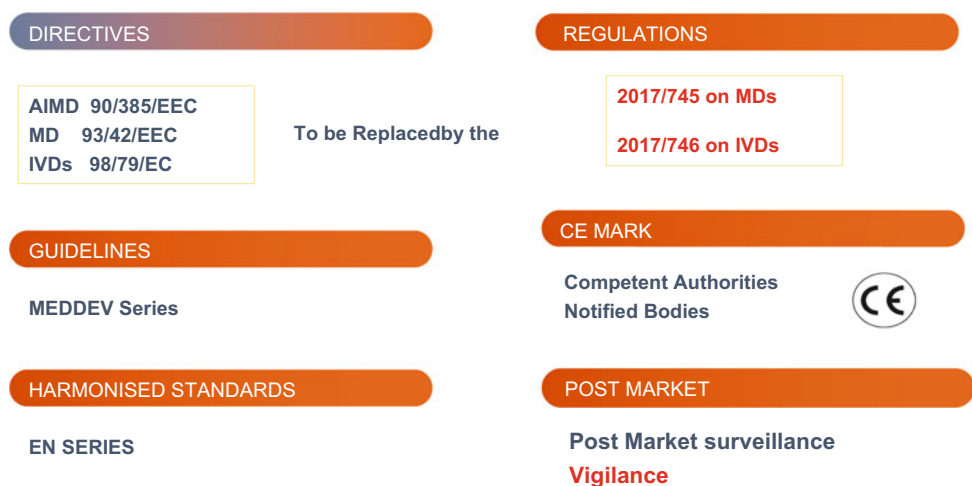 DIRECTIVES
AIMD 90/385/EEC
MD 93/42/EEC
IVDs 98/79/EC
To be Replacedby the
REGULATIONS
2017/745 on MDs
2017/746 on IVDs
GUIDELINES
MEDDEV Series
CE MARK
Competent Authorities
Notified Bodies
CE
HARMONISED STANDARDS
EN SERIES
POST MARKET
Post Market surveillance
Vigilance